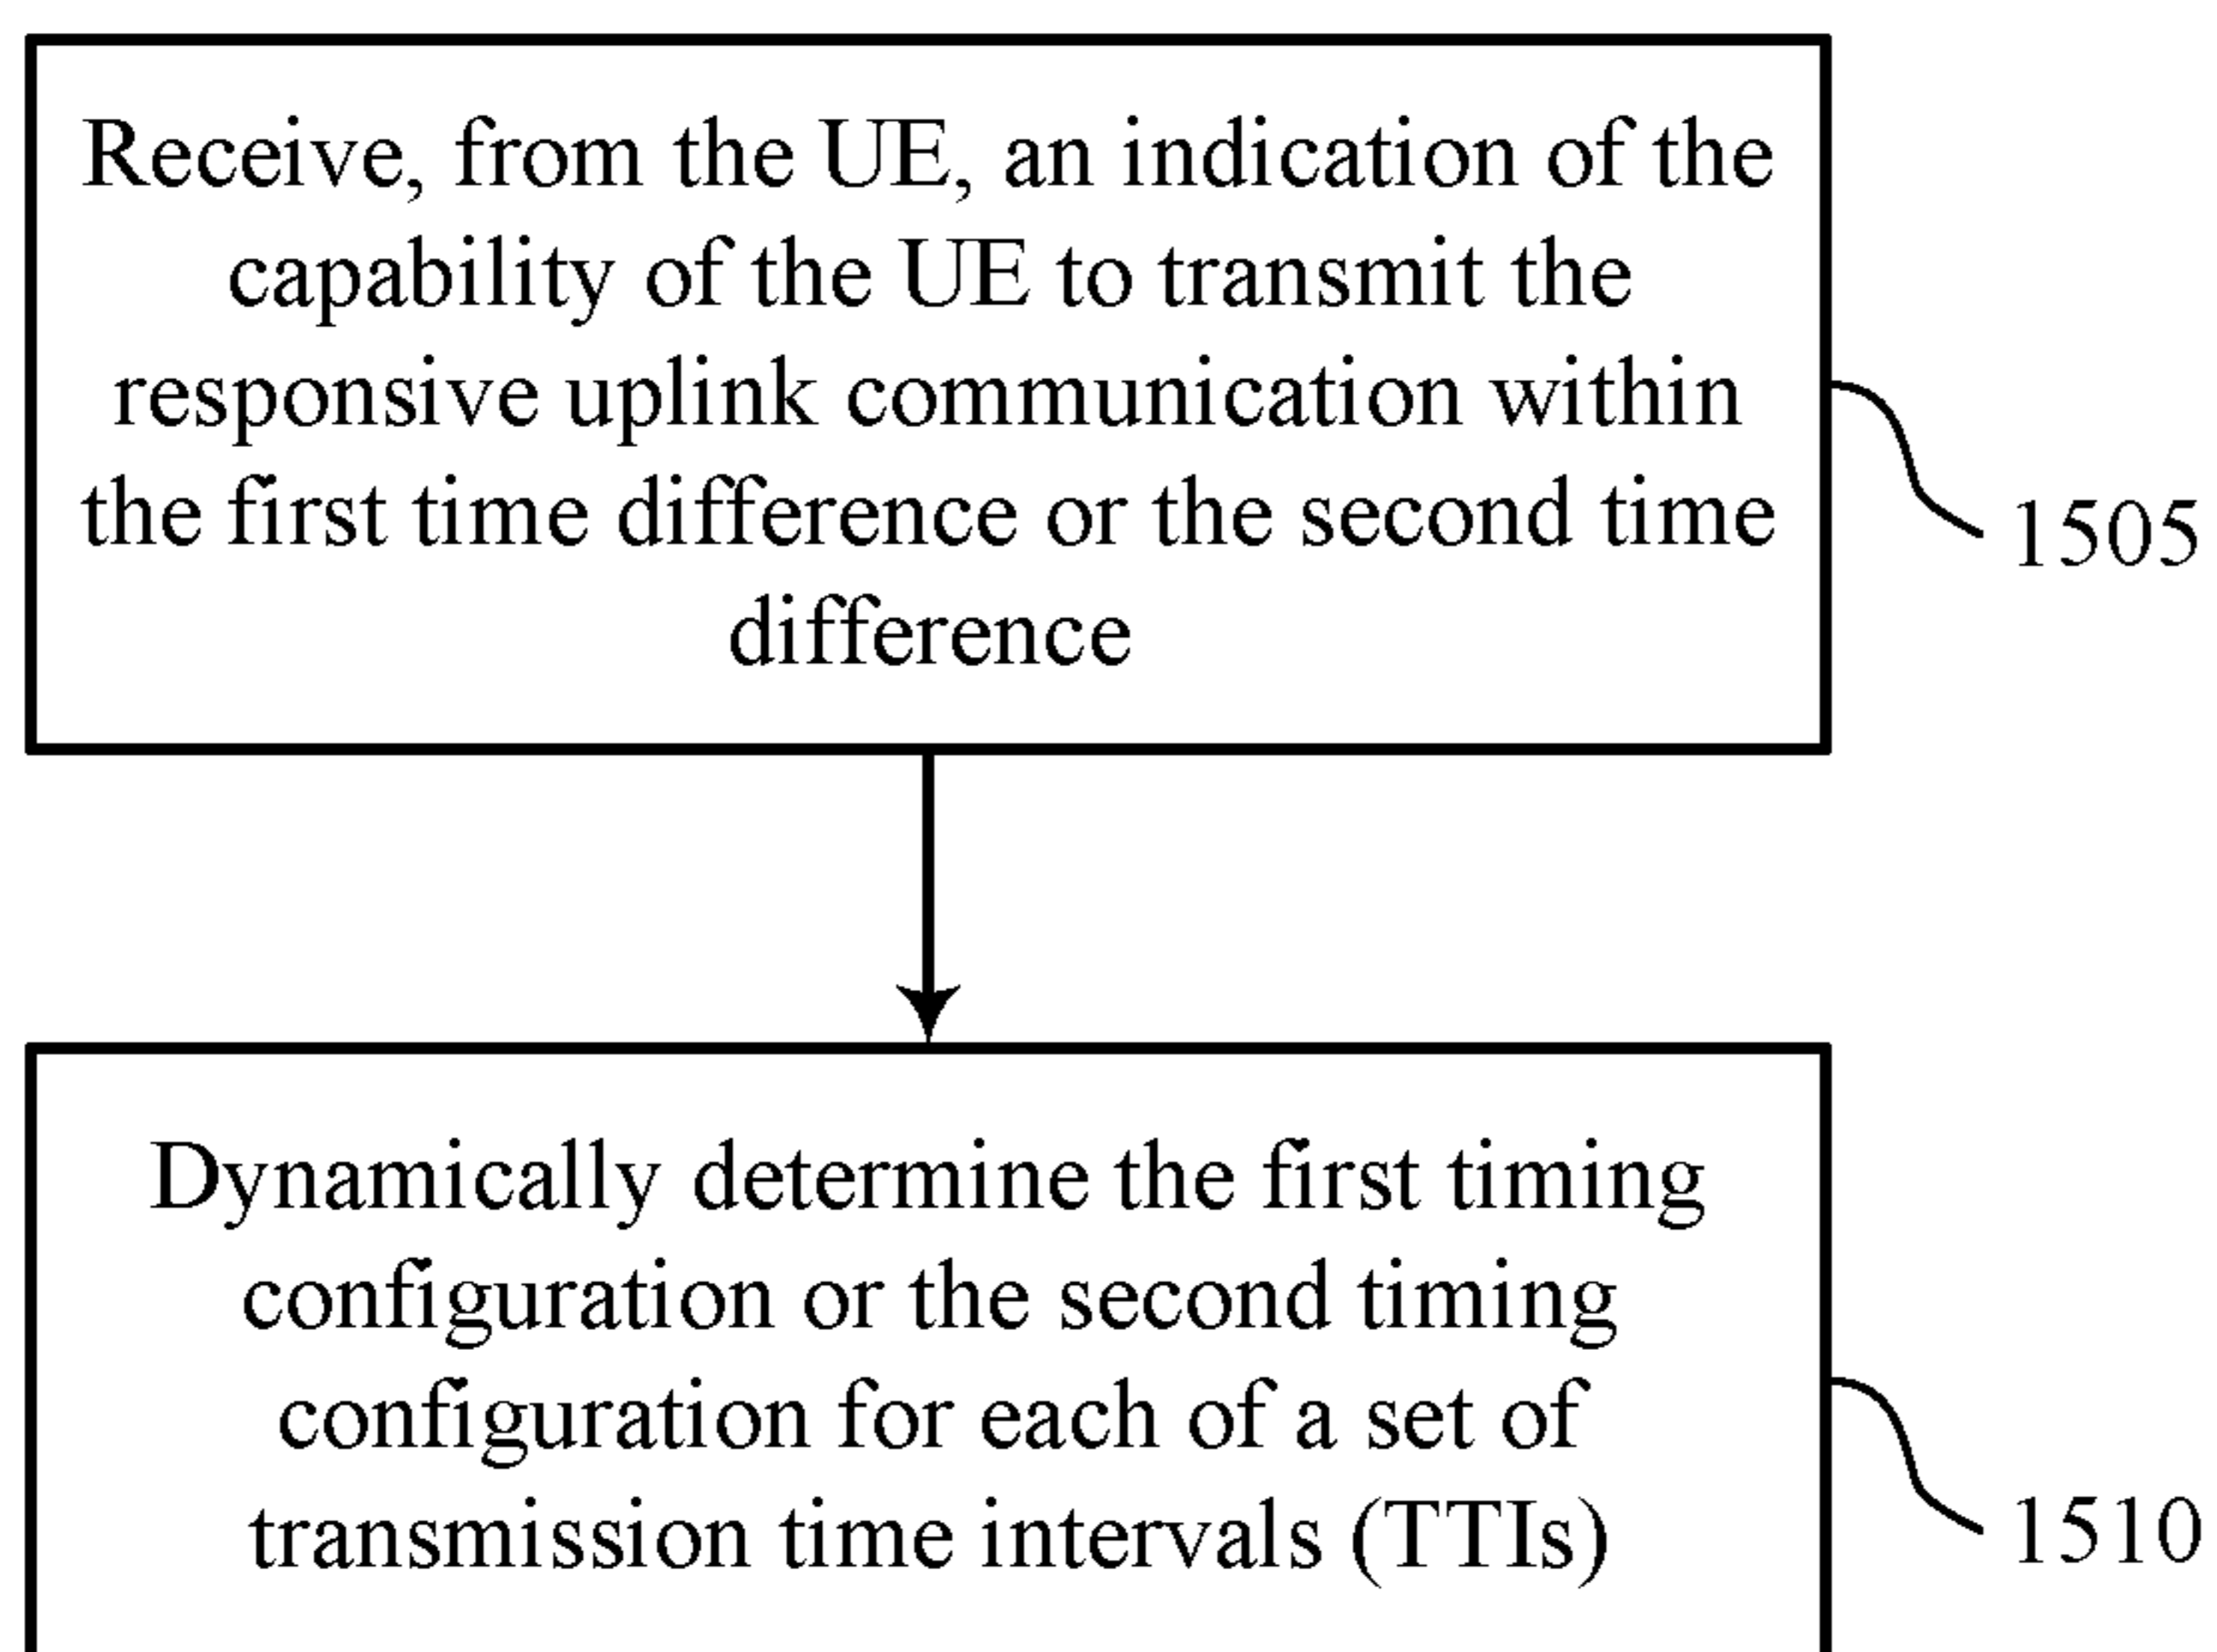 Receive, from the UE, an indication of the
capability of the UE to transmit the
responsive uplink communication within
the first time difference or the second time
difference
1505
Dynamically determine the first timing
configuration or the second timing
configuration for each of a set of
transmission time intervals (TTIs)
1510